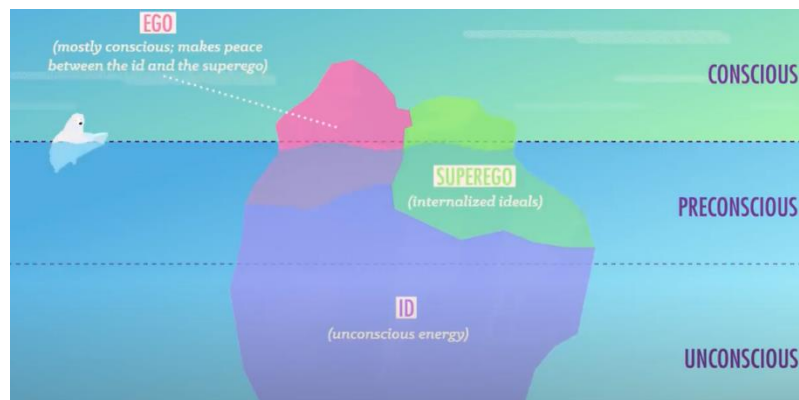 EGO
(mostly conscious; makes peace
between the id and the superego)
CONSCIOUS
SUPEREGO
(internalized ideals)
PRECONSCIOUS
ID
(unconscious energy)
UNCONSCIOUS